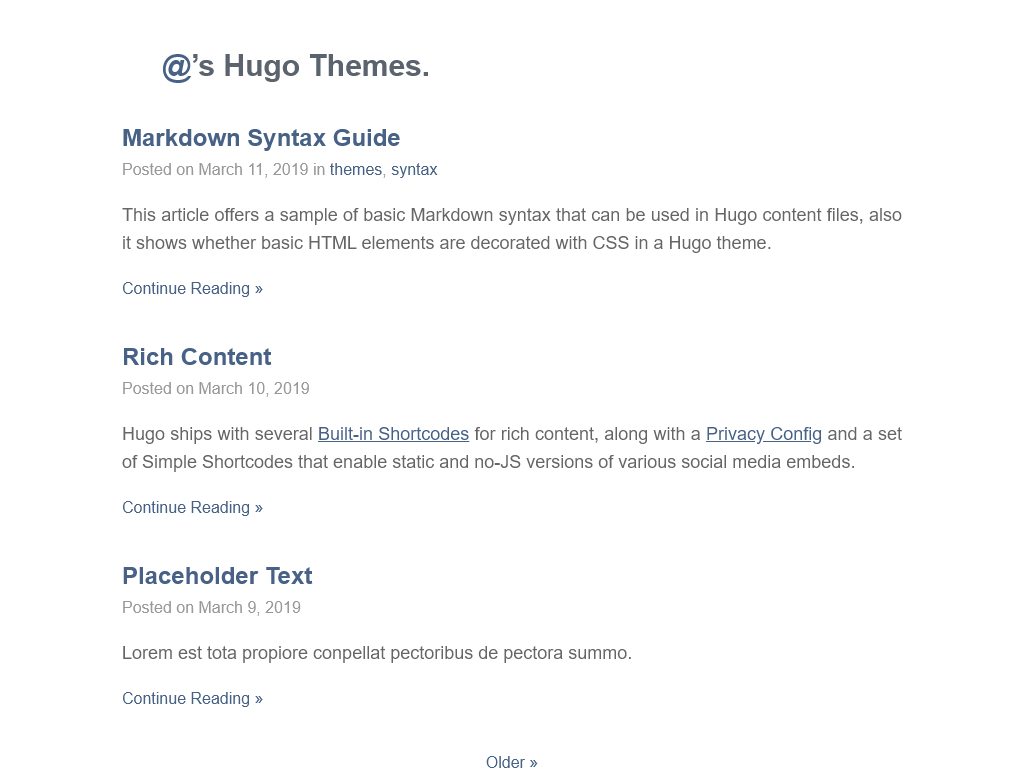 @’s Hugo Themes.
Markdown Syntax Guide
Posted on March 11, 2019 in themes, syntax
This article offers a sample of basic Markdown syntax that can be used in Hugo content files, also
it shows whether basic HTML elements are decorated with CSS in a Hugo theme.
Continue Reading »
Rich Content
Posted on March 10, 2019
Hugo ships with several Built-in Shortcodes for rich content, along with a Privacy Config and a set
of Simple Shortcodes that enable static and no-JS versions of various social media embeds.
Continue Reading »
Placeholder Text
Posted on March 9, 2019
Lorem est tota propiore conpellat pectoribus de pectora summo.
Continue Reading »
Older »